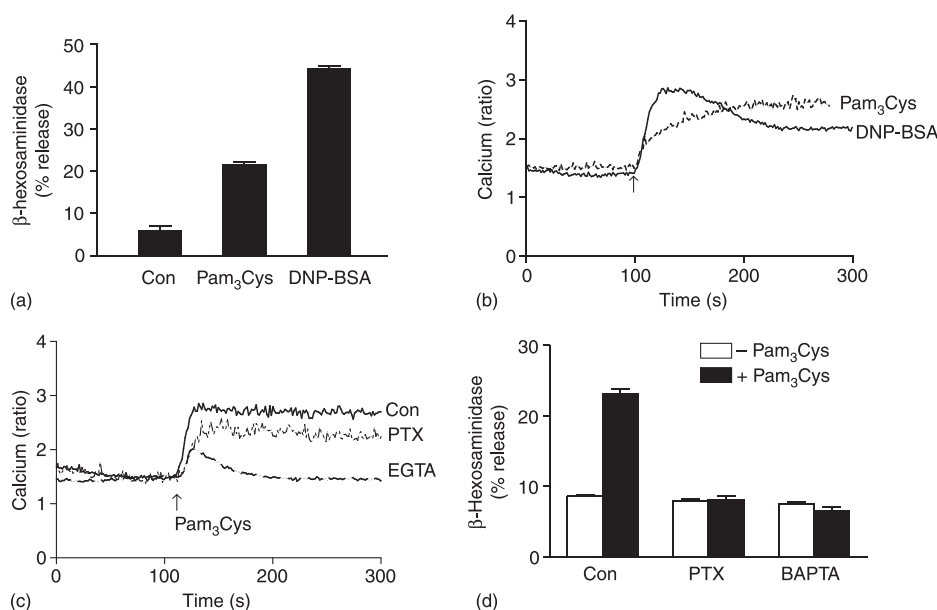 50
40
30
20
10
0
β-hexosaminidase
(% release)
Con Pam₃Cys DNP-BSA
(a)
4
3
2
1
0
Calcium (ratio)
Pam₃Cys
DNP-BSA
↑
0 100 200 300
Time (s)
(b)
4
3
2
1
0
Calcium (ratio)
Con
PTX
EGTA
↑
Pam₃Cys
0 100 200 300
Time (s)
(c)
30
20
10
0
β-Hexosaminidase
(% release)
− Pam₃Cys
+ Pam₃Cys
Con PTX BAPTA
(d)